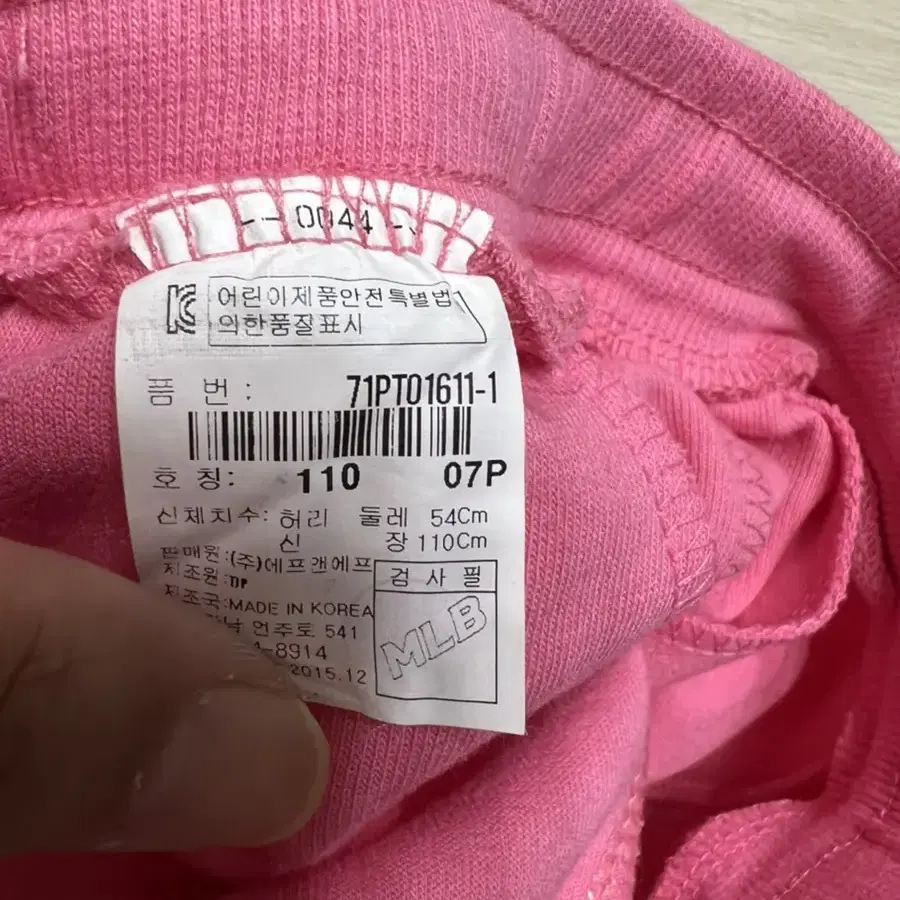 0044
어린이제품안전특별법
의한품질표시
품 번 : 71PT01611-1
호 칭: 110 07P
신체치수: 허리 둘레 54Cm
신 장 110Cm
판매원:(주)에프앤에프
제조원:
제조국:MADE IN KOREA
언주로 541
-8914
2015.12
검 사 필
MLB